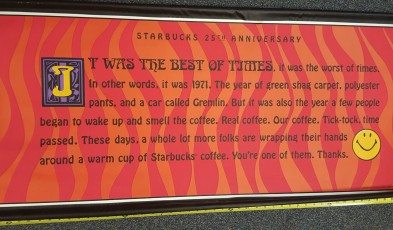 STARBUCKS 25TH ANNIVERSARY
IT WAS THE BEST OF TIMES, it was the worst of times.
In other words, it was 1971. The year of green shag carpet, polyester
pants, and a car called Gremlin. But it was also the year a few people
began to wake up and smell the coffee. Real coffee. Our coffee. Tick-tock, time
passed. These days, a whole lot more folks are wrapping their hands
around a warm cup of Starbucks coffee. You're one of them. Thanks.